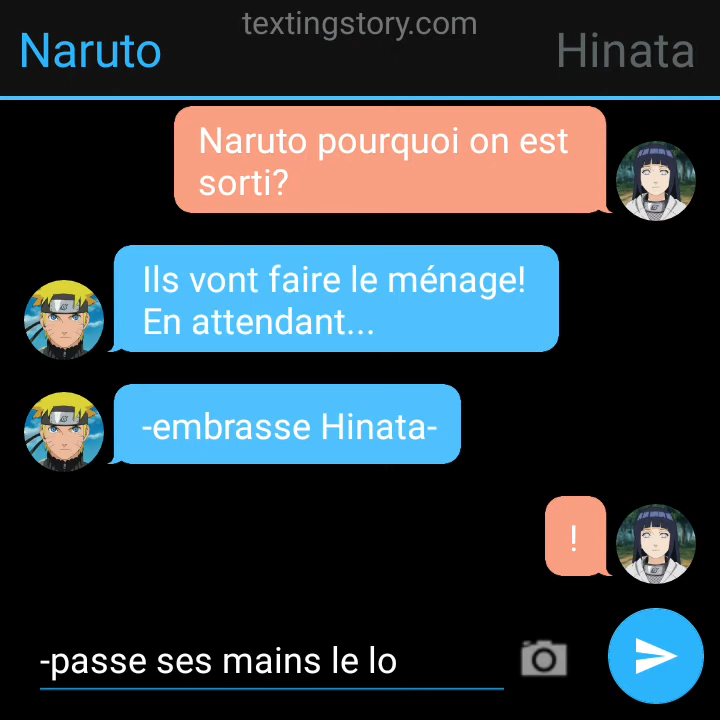 textingstory.com
Naruto
Hinata
Naruto pourquoi on est
sorti?
Ils vont faire le ménage!
En attendant...
-embrasse Hinata-
!
-passe ses mains le lo